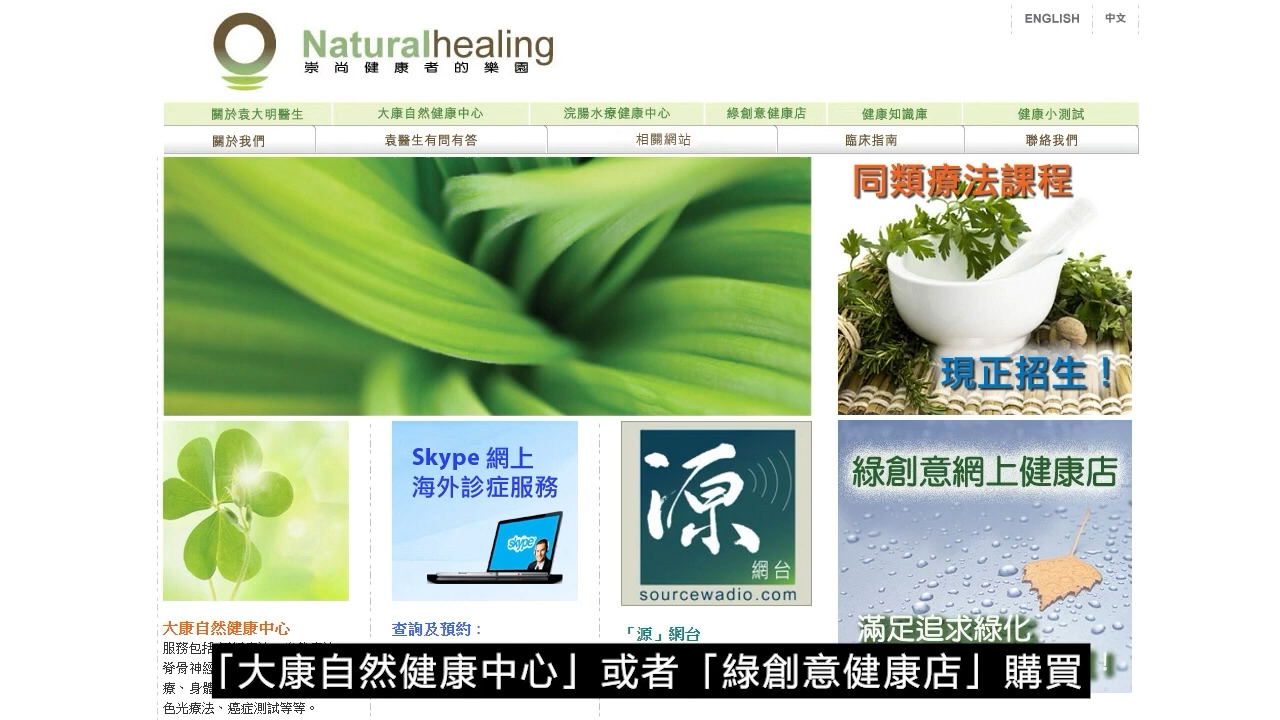 ENGLISH
中文
Naturalhealing
崇尚健康者的樂園
關於袁大明醫生
大康自然健康中心
浣腸水療健康中心
綠創意健康店
健康知識庫
健康小測試
關於我們
袁醫生有問有答
相關網站
臨床指南
聯絡我們
同類療法課程
現正招生！
Skype 網上
海外診症服務
skype
源
網台
sourcewadio.com
綠創意網上健康店
滿足追求綠化
大康自然健康中心
服務包括
脊骨神經
療、身體
色光療法、癌症測試等等。
查詢及預約：
「源」網台
「大康自然健康中心」或者「綠創意健康店」購買